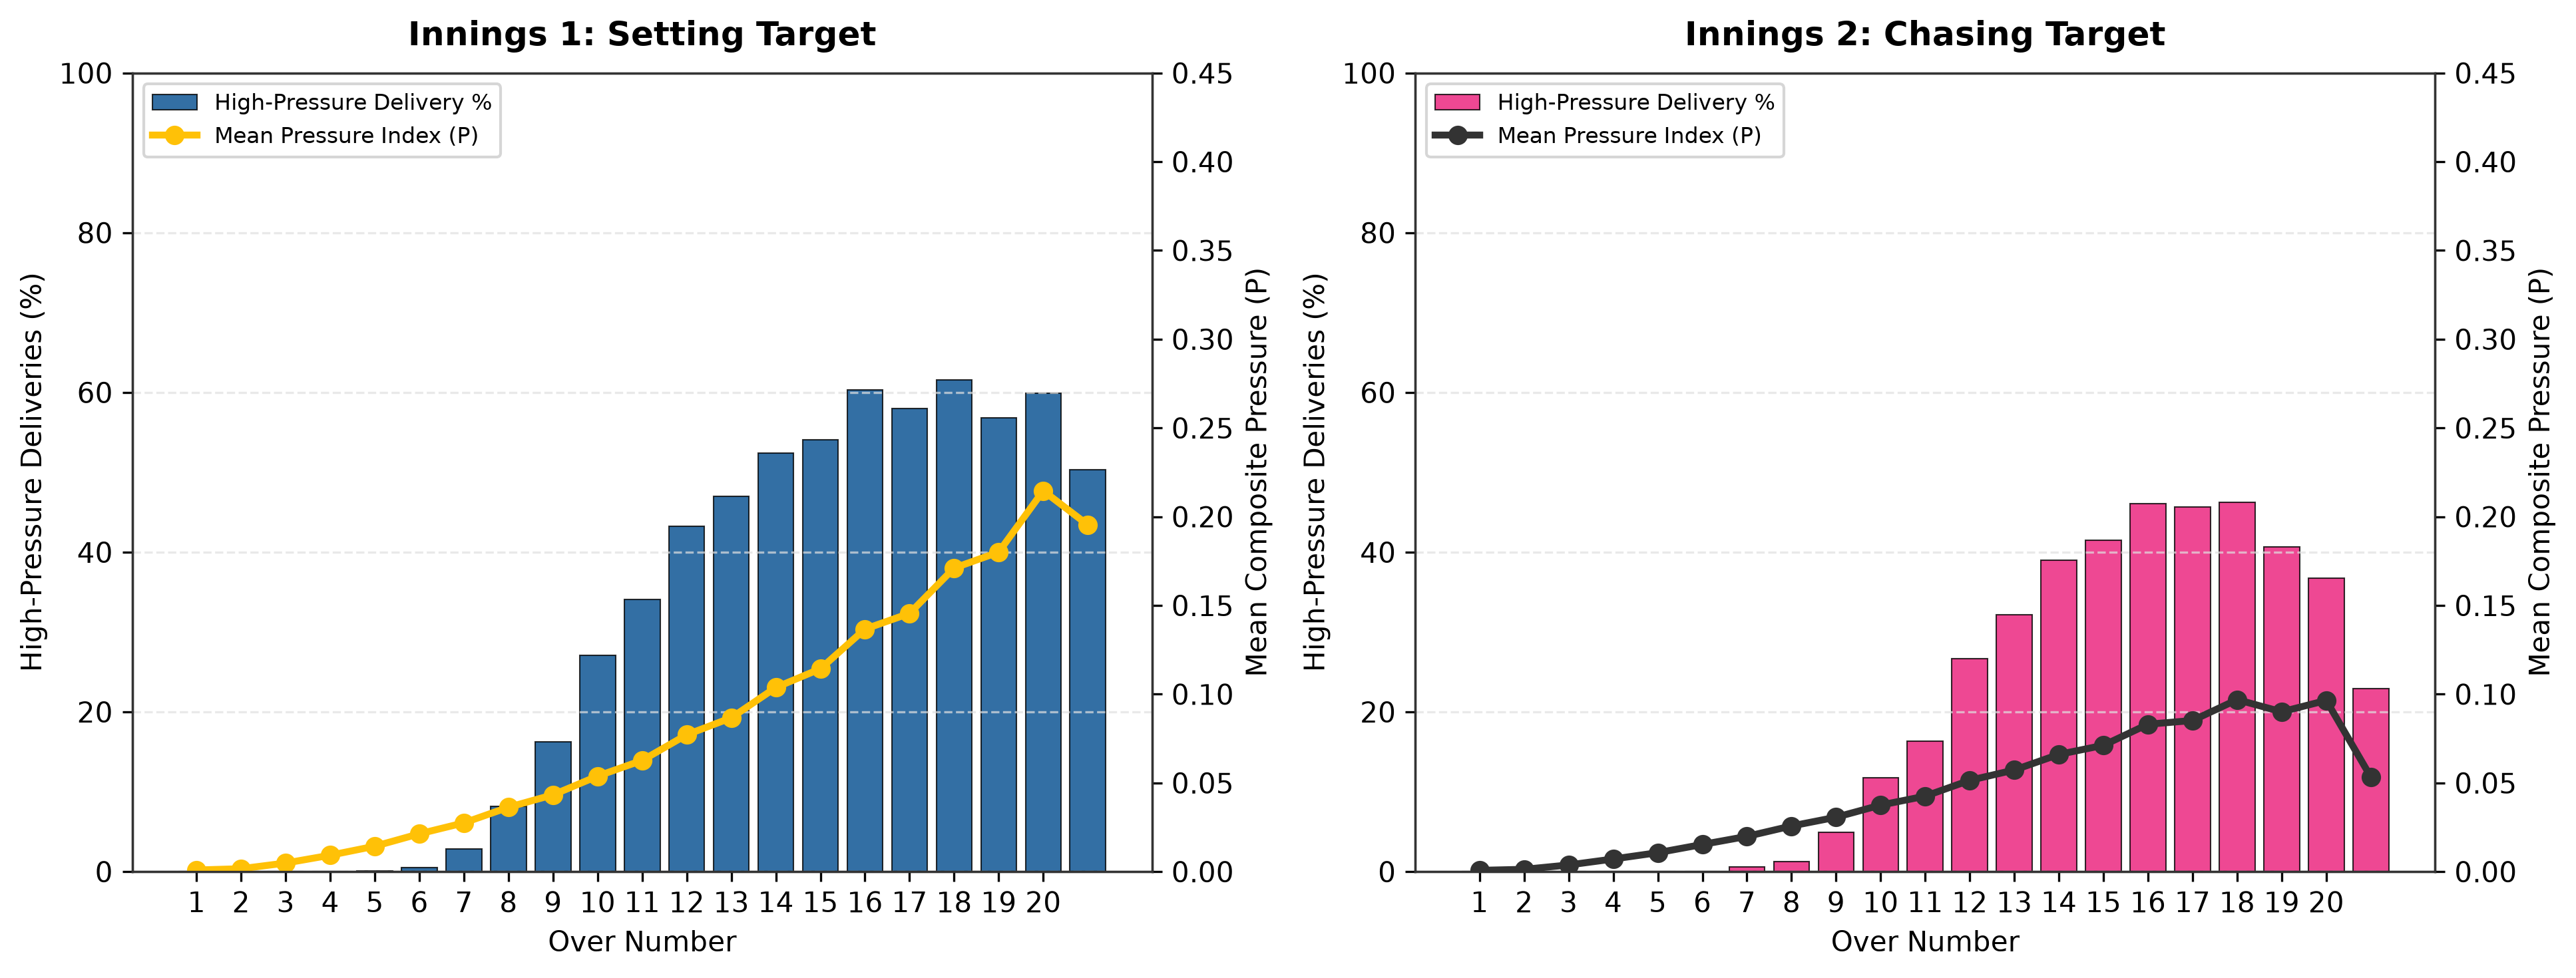 Innings 1: Setting Target
High-Pressure Delivery %
Mean Pressure Index (P)
High-Pressure Deliveries (%)
100
80
60
40
20
0
0.45
0.40
0.35
0.30
0.25
0.20
0.15
0.10
0.05
0.00
Mean Composite Pressure (P)
1 2 3 4 5 6 7 8 9 10 11 12 13 14 15 16 17 18 19 20
Over Number
Innings 2: Chasing Target
High-Pressure Delivery %
Mean Pressure Index (P)
High-Pressure Deliveries (%)
100
80
60
40
20
0
0.45
0.40
0.35
0.30
0.25
0.20
0.15
0.10
0.05
0.00
Mean Composite Pressure (P)
1 2 3 4 5 6 7 8 9 10 11 12 13 14 15 16 17 18 19 20
Over Number